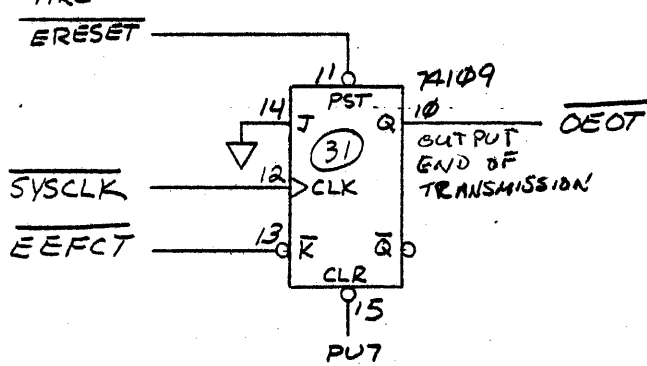 ERESET
11
74109
14
PST
10
J
Q
OEOT
31
OUTPUT
END OF
TRANSMISSION
SYSCLK
12
CLK
EEFCT
13
K
Q
CLR
15
PU7